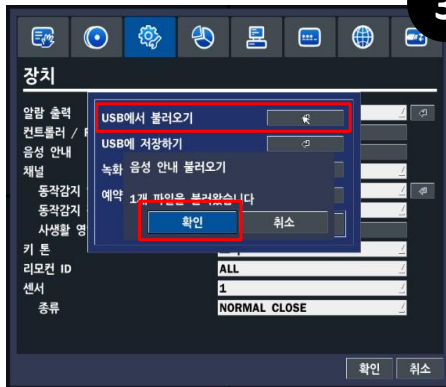 3
장치
알람 출력
컨트롤러 /
음성 안내
채널
동작감지
동작감지
사생활 영
키 톤
리모컨 ID
ALL
센서
1
종류
NORMAL CLOSE
USB에서 불러오기
USB에 저장하기
녹화
예약
음성 안내 불러오기
1개 파일을 불러왔습니다
확인
취소
확인
취소